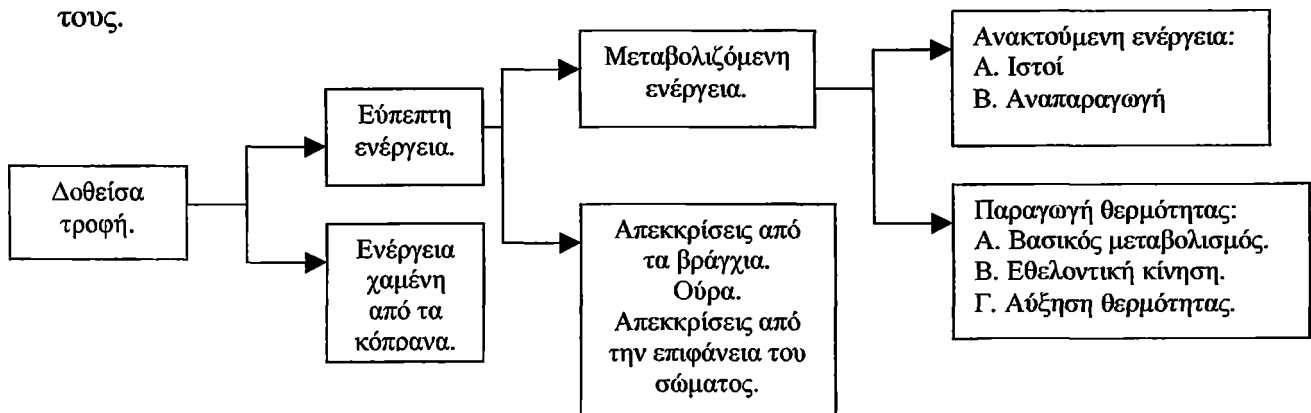 τους.
Δοθείσα
τροφή.
Εύπεπτη
ενέργεια.
Ενέργεια
χαμένη
από τα
κόπρανα.
Μεταβολιζόμενη
ενέργεια.
Απεκκρίσεις από
τα βράγχια.
Ούρα.
Απεκκρίσεις από
την επιφάνεια του
σώματος.
Ανακτούμενη ενέργεια:
Α. Ιστοί
Β. Αναπαραγωγή
Παραγωγή θερμότητας:
Α. Βασικός μεταβολισμός.
Β. Εθελοντική κίνηση.
Γ. Αύξηση θερμότητας.